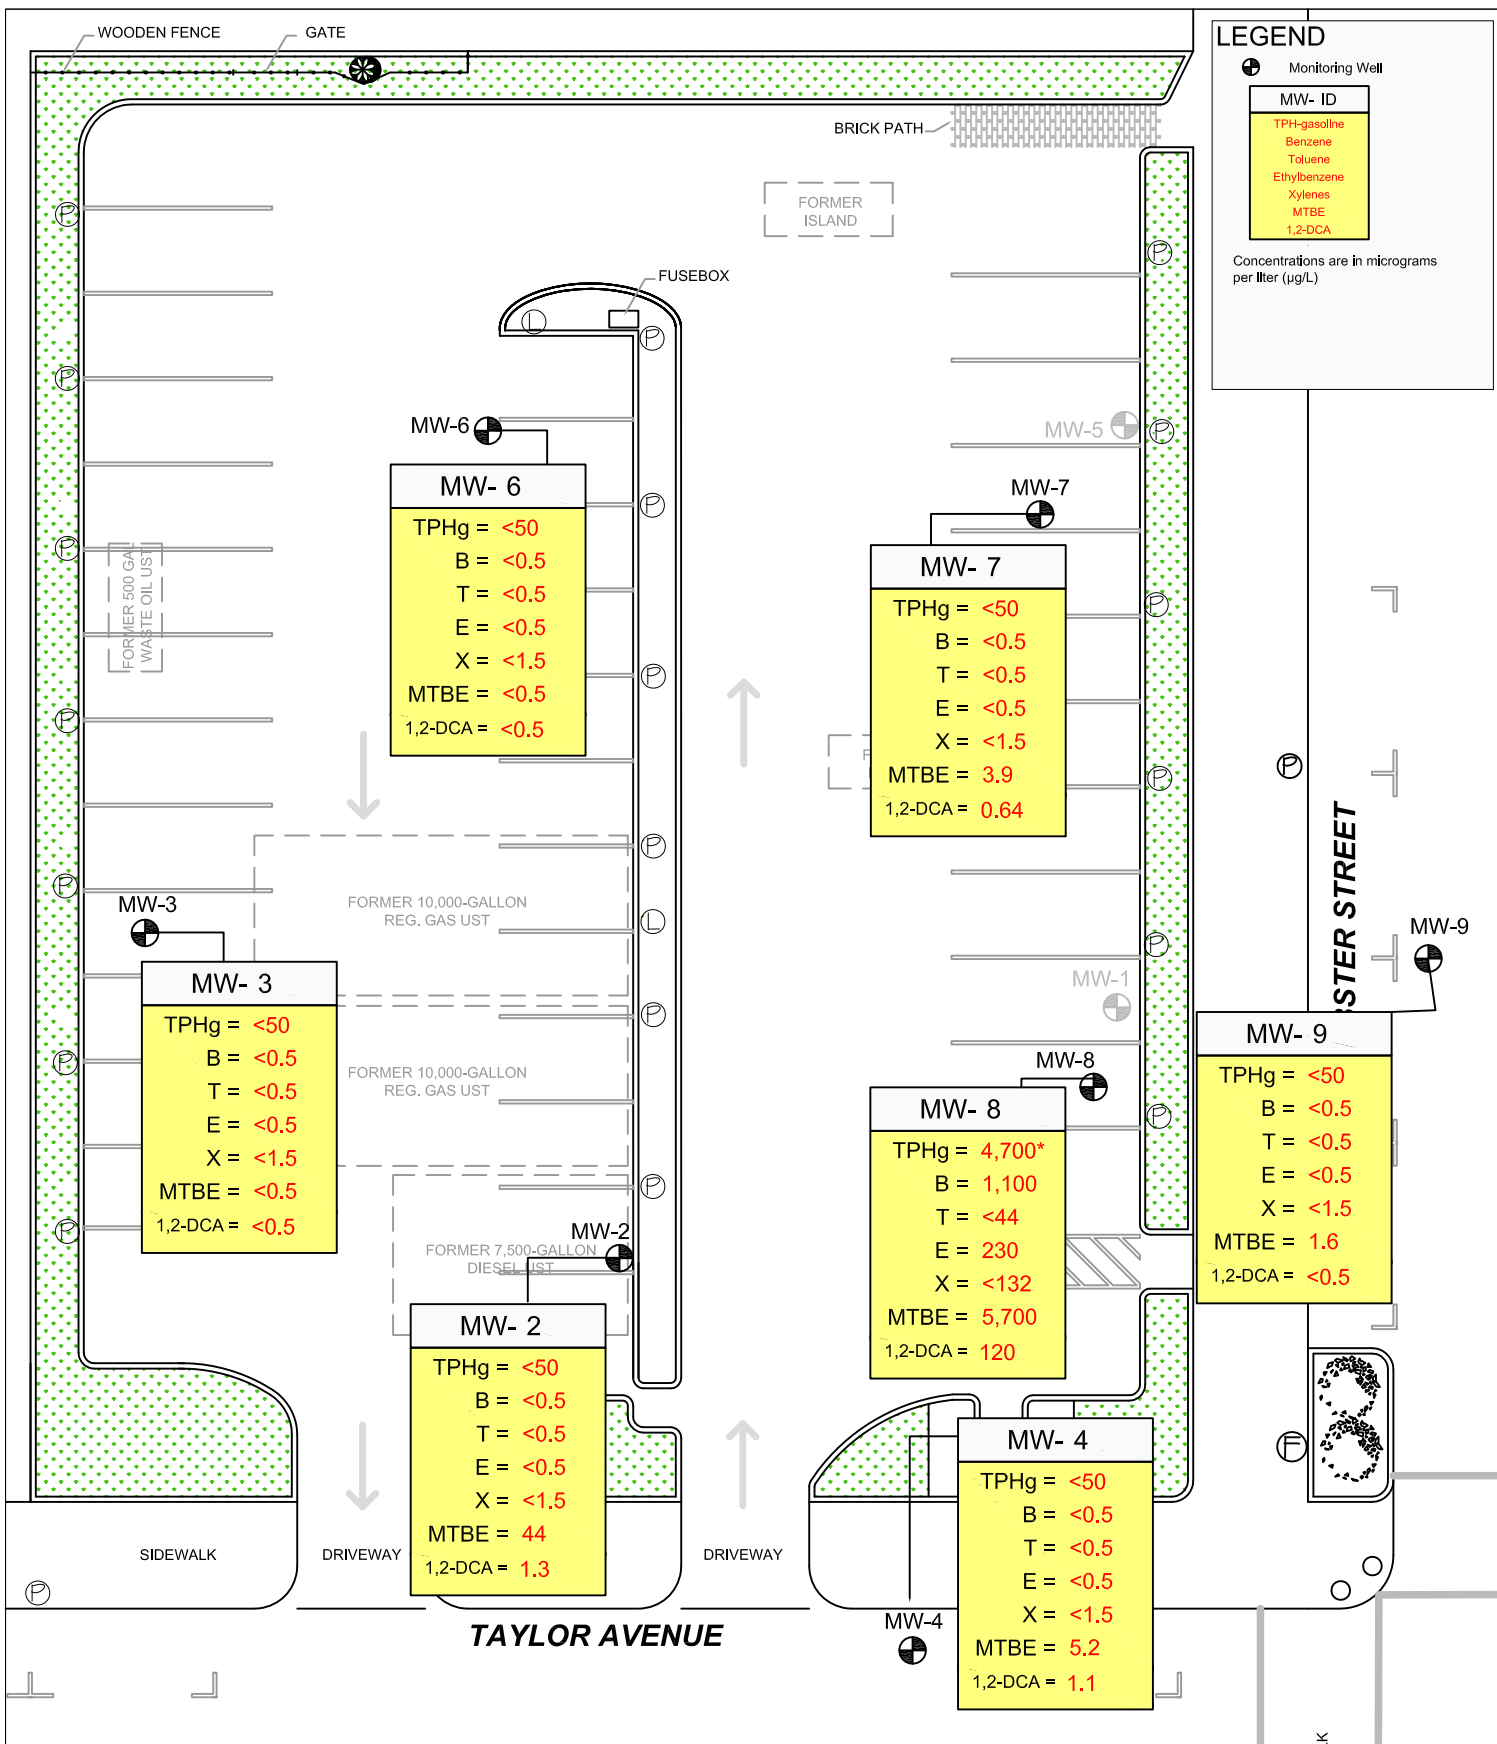 WOODEN FENCE
GATE
LEGEND
Monitoring Well
MW- ID
TPH-gasoline
Benzene
Toluene
Ethylbenzene
Xylenes
MTBE
1,2-DCA
Concentrations are in micrograms
per liter (µg/L)
BRICK PATH
FORMER
ISLAND
FUSEBOX
L
P
P
P
P
MW-6
MW- 6
TPHg = <50
B = <0.5
T = <0.5
E = <0.5
X = <1.5
MTBE = <0.5
1,2-DCA = <0.5
MW-5
P
MW-7
MW- 7
TPHg = <50
B = <0.5
T = <0.5
E = <0.5
X = <1.5
MTBE = 3.9
1,2-DCA = 0.64
P
P
P
P
FORMER 500 GAL
WASTE OIL UST
P
P
P
P
F
P
L
FORMER 10,000-GALLON
REG. GAS UST
P
P
MW-3
MW- 3
TPHg = <50
B = <0.5
T = <0.5
E = <0.5
X = <1.5
MTBE = <0.5
1,2-DCA = <0.5
STER STREET
MW-9
MW- 9
TPHg = <50
B = <0.5
T = <0.5
E = <0.5
X = <1.5
MTBE = 1.6
1,2-DCA = <0.5
MW-1
P
P
FORMER 10,000-GALLON
REG. GAS UST
MW-8
MW- 8
TPHg = 4,700*
B = 1,100
T = <44
E = 230
X = <132
MTBE = 5,700
1,2-DCA = 120
P
P
P
FORMER 7,500-GALLON
DIESEL UST
MW-2
MW- 2
TPHg = <50
B = <0.5
T = <0.5
E = <0.5
X = <1.5
MTBE = 44
1,2-DCA = 1.3
MW- 4
TPHg = <50
B = <0.5
T = <0.5
E = <0.5
X = <1.5
MTBE = 5.2
1,2-DCA = 1.1
SIDEWALK
DRIVEWAY
DRIVEWAY
P
TAYLOR AVENUE
MW-4
K